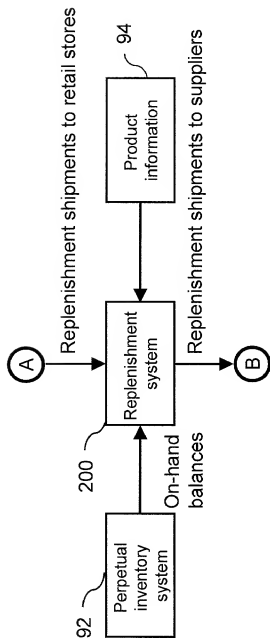 A
Replenishment shipments to retail stores
94
Product
information
200
Replenishment
system
92
Perpetual
inventory
system
On-hand
balances
Replenishment shipments to suppliers
B